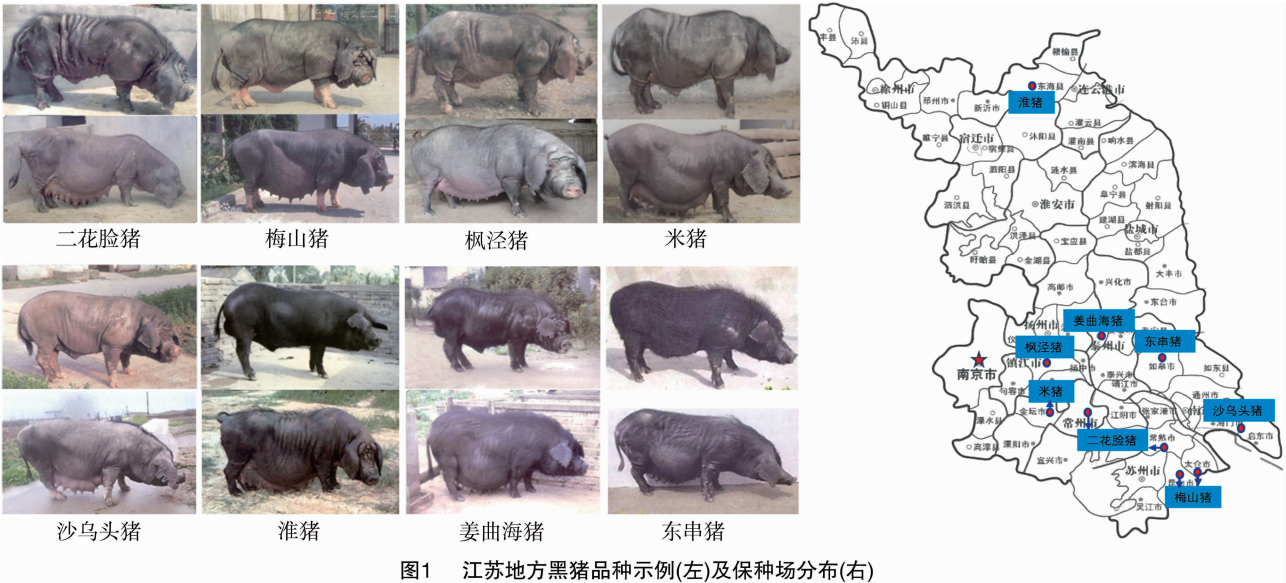 二花脸猪
梅山猪
枫泾猪
米猪
沙乌头猪
淮猪
姜曲海猪
东串猪
丰县
沛县
赣榆县
徐州市
铜山县
邳州市
新沂市
东海县
连云港市
淮猪
睢宁县
宿迁市
沭阳县
灌云县
灌南县
响水县
泗阳县
涟水县
滨海县
泗洪县
淮安市
阜宁县
射阳县
建湖县
盐城市
盐都县
洪泽县
宝应县
盱眙县
金湖县
大丰市
高邮市
兴化市
东台市
扬州市
姜曲海猪
泰州市
东串猪
枫泾猪
镇江市
南京市
扬中市
泰兴市
如皋市
如东县
靖江市
句容市
米猪
通州市
沙乌头猪
溧水县
金坛市
常州市
江阴市
张家港市
海门
启东市
二花脸猪
常熟市
高淳县
溧阳市
宜兴市
苏州市
太仓市
梅山猪
吴江市
图1 江苏地方黑猪品种示例(左)及保种场分布(右)